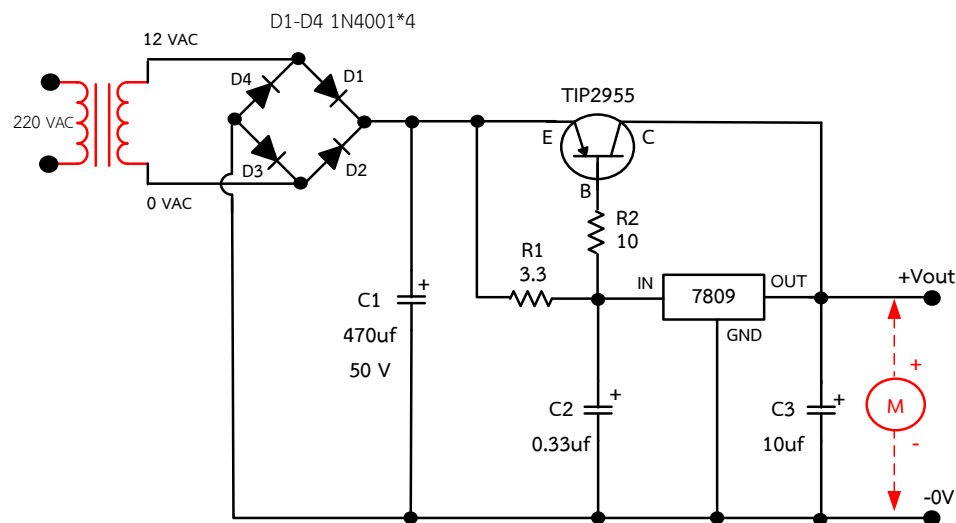 D1-D4 1N4001*4
12 VAC
D4
D1
220 VAC
D3
D2
0 VAC
TIP2955
E
C
B
R2
10
R1
3.3
IN
7809
OUT
GND
+Vout
C1
470uf
50 V
+
C2
0.33uf
+
C3
10uf
+
+
M
-
-0V